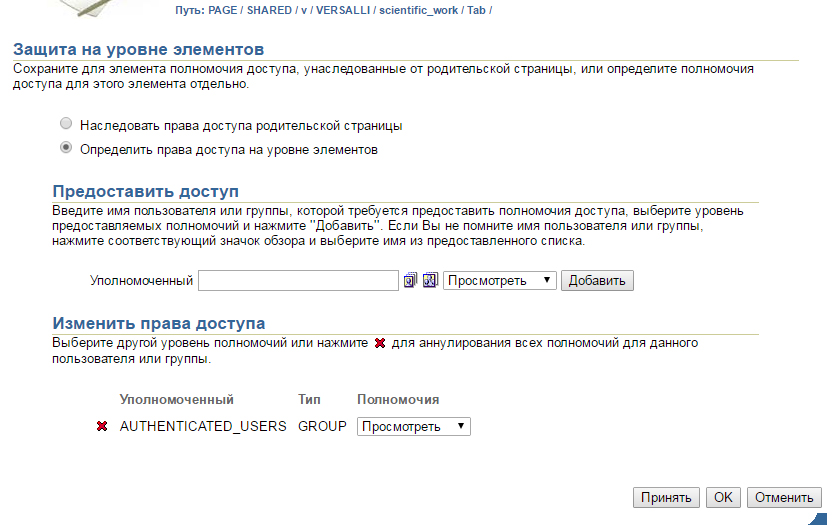 Путь: PAGE / SHARED / v / VERSALLI / scientific_work / Tab /
Защита на уровне элементов
Сохраните для элемента полномочия доступа, унаследованные от родительской страницы, или определите полномочия
доступа для этого элемента отдельно.
Наследовать права доступа родительской страницы
Определить права доступа на уровне элементов
Предоставить доступ
Введите имя пользователя или группы, которой требуется предоставить полномочия доступа, выберите уровень
предоставляемых полномочий и нажмите "Добавить". Если Вы не помните имя пользователя или группы,
нажмите соответствующий значок обзора и выберите имя из предоставленного списка.
Уполномоченный Просмотреть Добавить
Изменить права доступа
Выберите другой уровень полномочий или нажмите для аннулирования всех полномочий для данного
пользователя или группы.
Уполномоченный Тип Полномочия
AUTHENTICATED_USERS GROUP Просмотреть
Принять OK Отменить